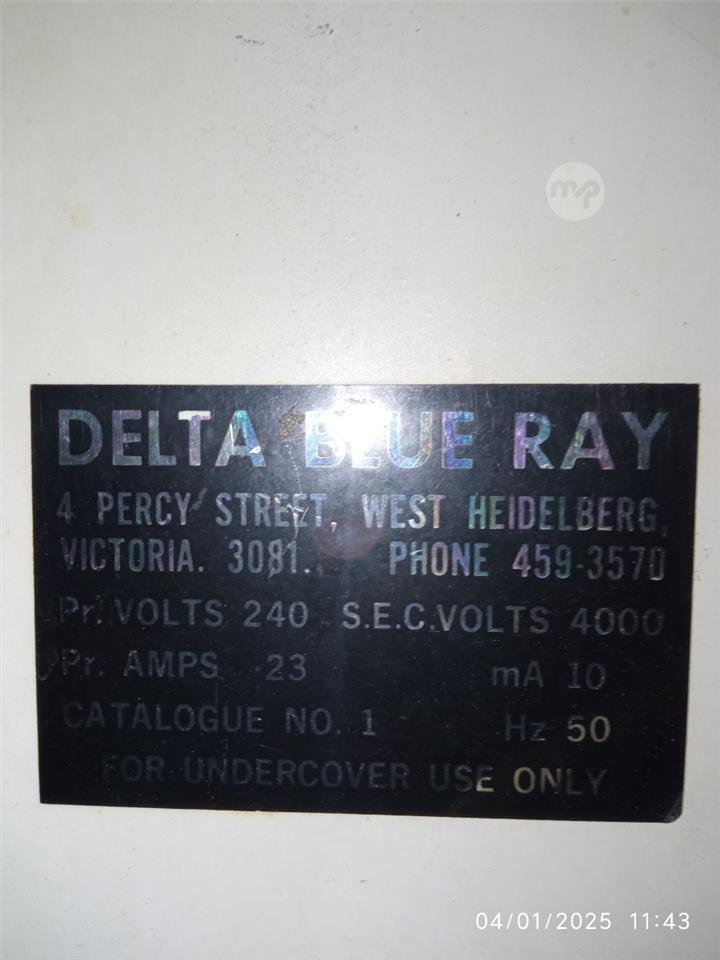 mp
DELTA BLUE RAY
4 PERCY STREET, WEST HEIDELBERG,
VICTORIA. 3081. PHONE 459-3570
Pr. VOLTS 240 S.E.C. VOLTS 4000
Pr. AMPS ·23 mA 10
CATALOGUE NO. 1 Hz 50
FOR UNDERCOVER USE ONLY
04/01/2025 11:43